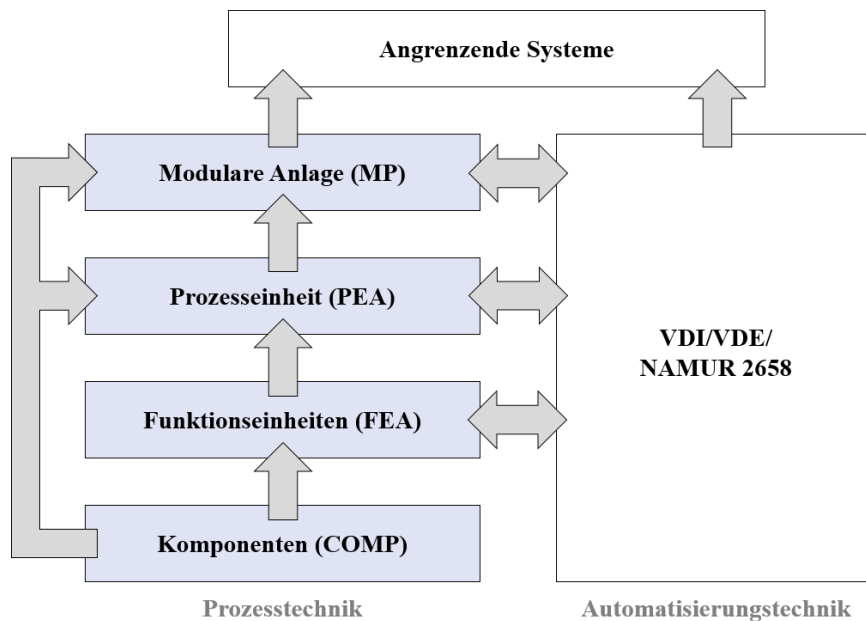 Angrenzende Systeme
Modulare Anlage (MP)
Prozesseinheit (PEA)
VDI/VDE/
NAMUR 2658
Funktionseinheiten (FEA)
Komponenten (COMP)
Prozesstechnik
Automatisierungstechnik